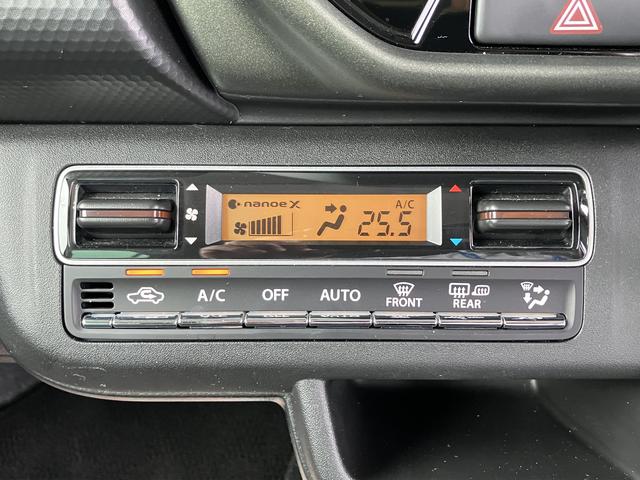 nanoe X
A/C
25.5
A/C
OFF
AUTO
FRONT
REAR